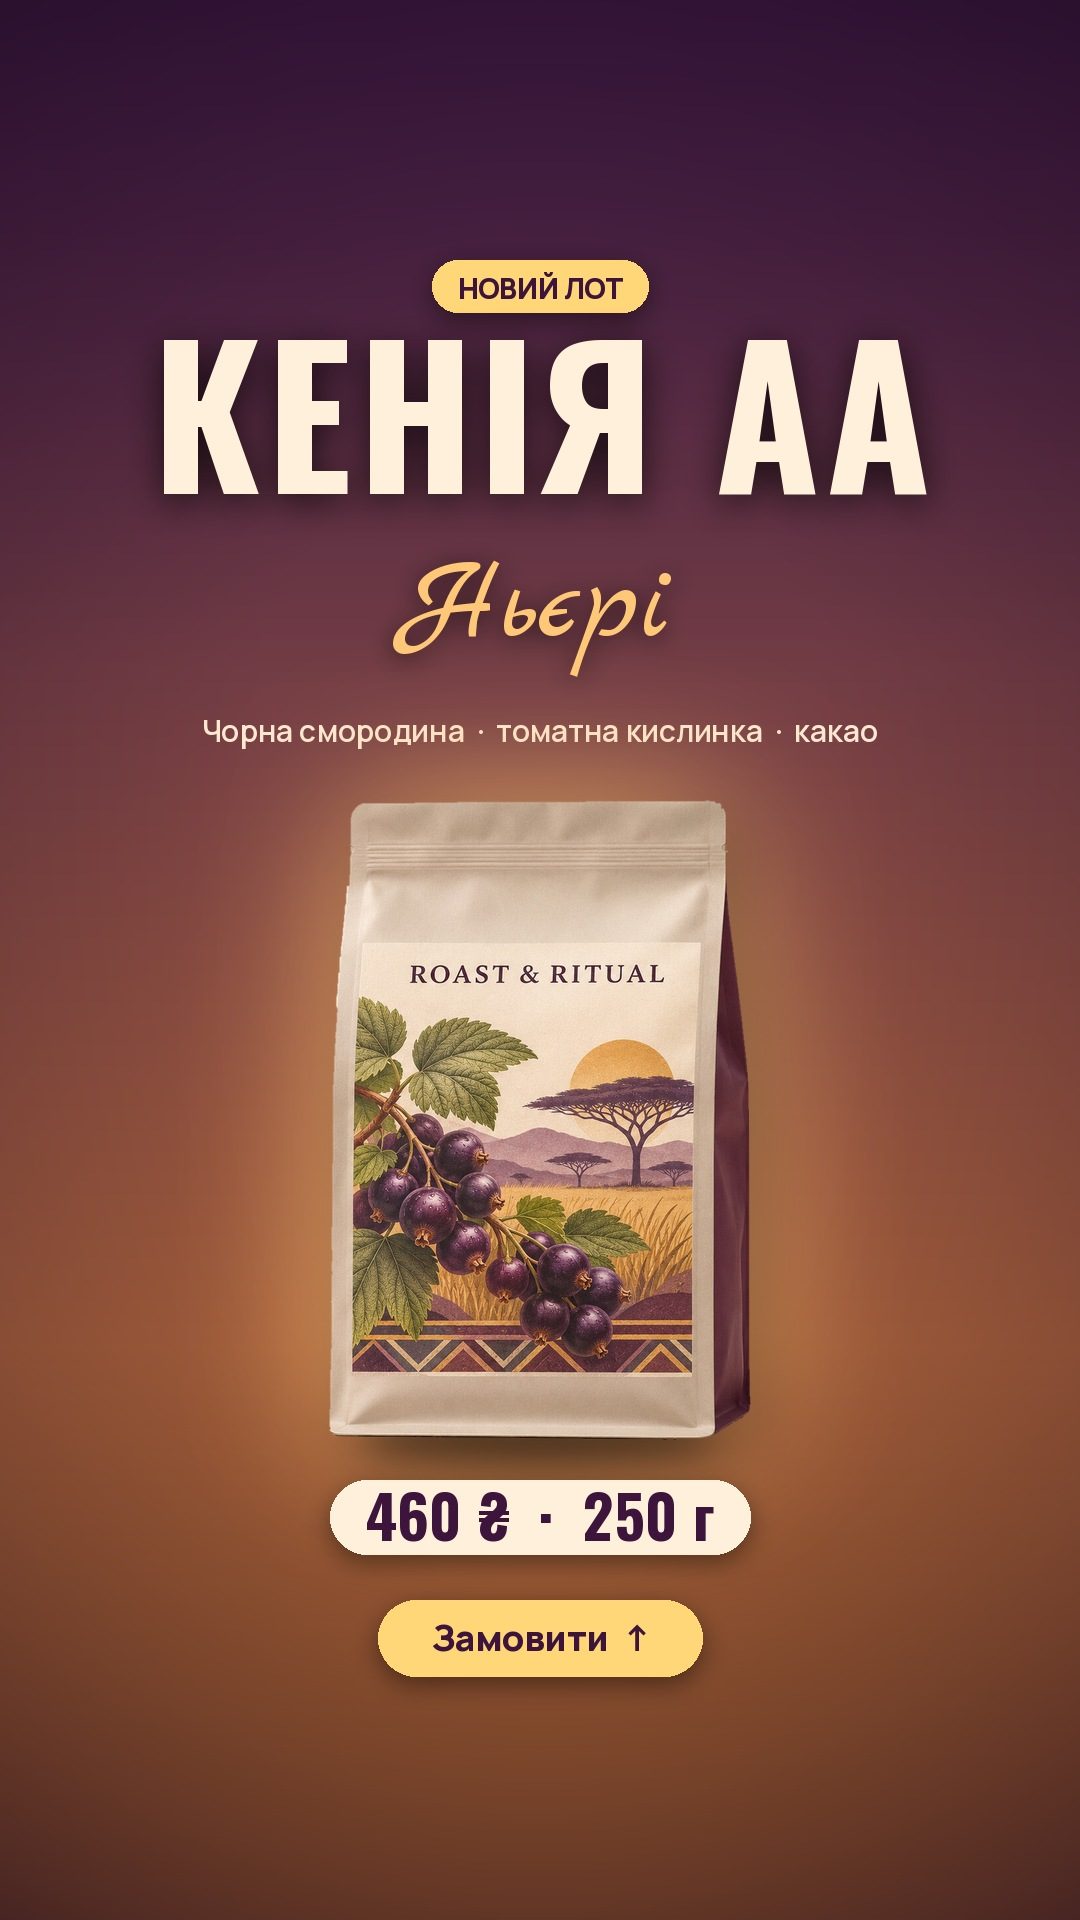 НОВИЙ ЛОТ
КЕНІЯ АА
Ньєрі
Чорна смородина · томатна кислинка · какао
ROAST & RITUAL
460 ₴ · 250 г
Замовити ↑